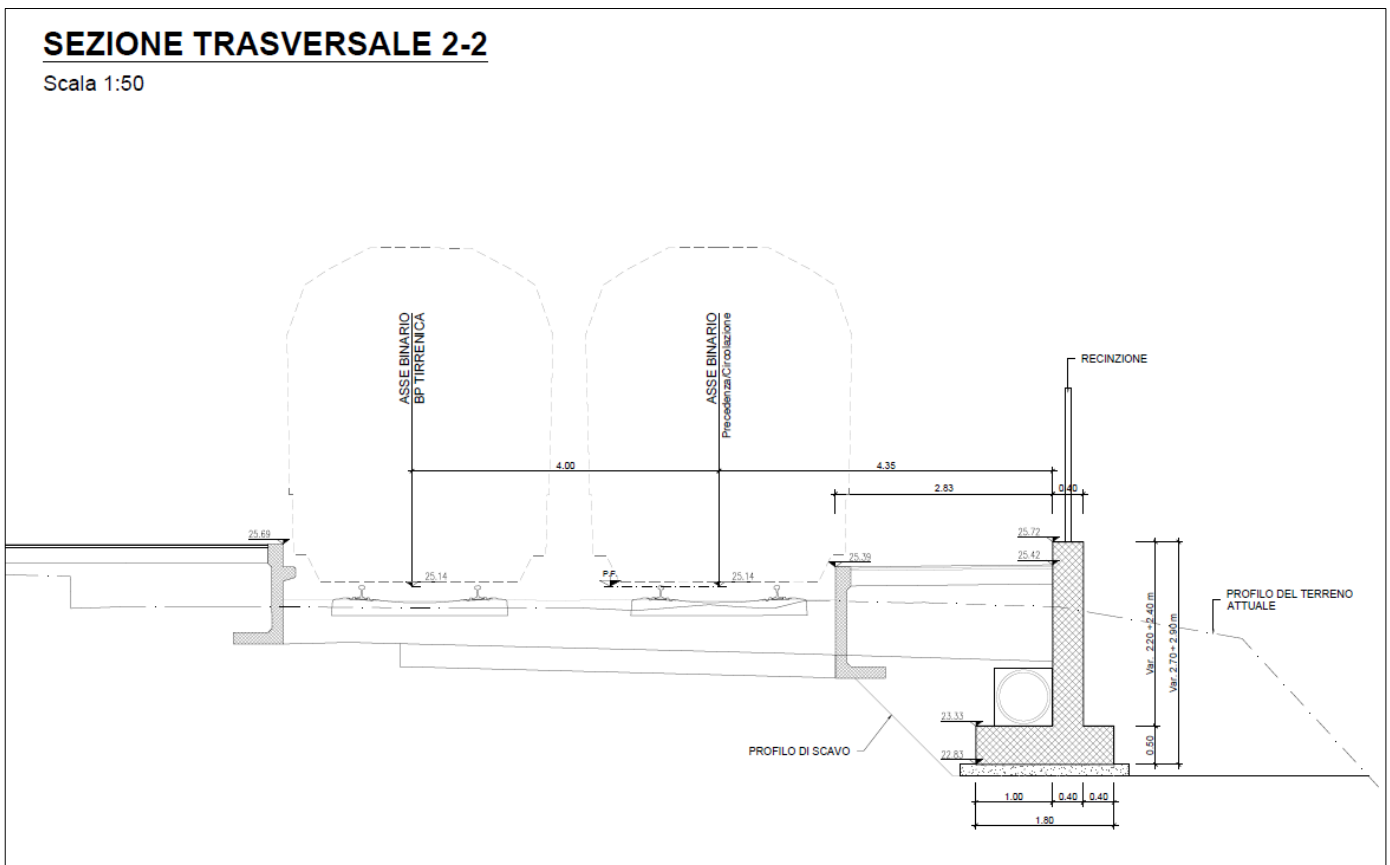 SEZIONE TRASVERSALE 2-2
Scala 1:50
ASSE BINARIO
BP TIRRENICA
ASSE BINARIO
Precedenza/Circolazione
RECINZIONE
4.00
4.35
2.83
0.40
25.69
25.72
25.39
25.42
25.14
P.F.
25.14
PROFILO DEL TERRENO
ATTUALE
Var. 2.20 ÷ 2.40 m
Var. 2.70 ÷ 2.90 m
23.33
PROFILO DI SCAVO
22.83
0.50
1.00
0.40
0.40
1.80